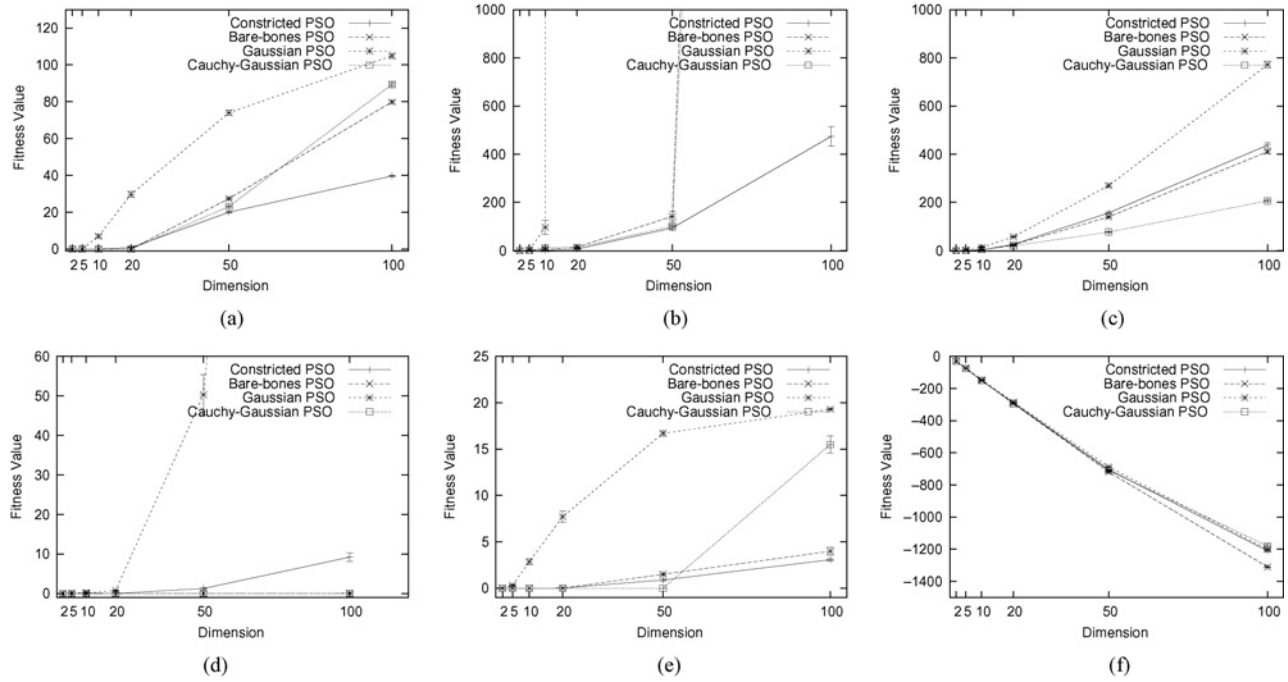 Constricted PSO
Bare-bones PSO
Gaussian PSO
Cauchy-Gaussian PSO
120
100
80
60
40
20
0
Fitness Value
2 5 10 20 50 100
Dimension
(a)
Constricted PSO
Bare-bones PSO
Gaussian PSO
Cauchy-Gaussian PSO
1000
800
600
400
200
0
Fitness Value
2 5 10 20 50 100
Dimension
(b)
Constricted PSO
Bare-bones PSO
Gaussian PSO
Cauchy-Gaussian PSO
1000
800
600
400
200
0
Fitness Value
2 5 10 20 50 100
Dimension
(c)
Constricted PSO
Bare-bones PSO
Gaussian PSO
Cauchy-Gaussian PSO
60
50
40
30
20
10
0
Fitness Value
2 5 10 20 50 100
Dimension
(d)
Constricted PSO
Bare-bones PSO
Gaussian PSO
Cauchy-Gaussian PSO
25
20
15
10
5
0
Fitness Value
2 5 10 20 50 100
Dimension
(e)
Constricted PSO
Bare-bones PSO
Gaussian PSO
Cauchy-Gaussian PSO
0
−200
−400
−600
−800
−1000
−1200
−1400
Fitness Value
2 5 10 20 50 100
Dimension
(f)